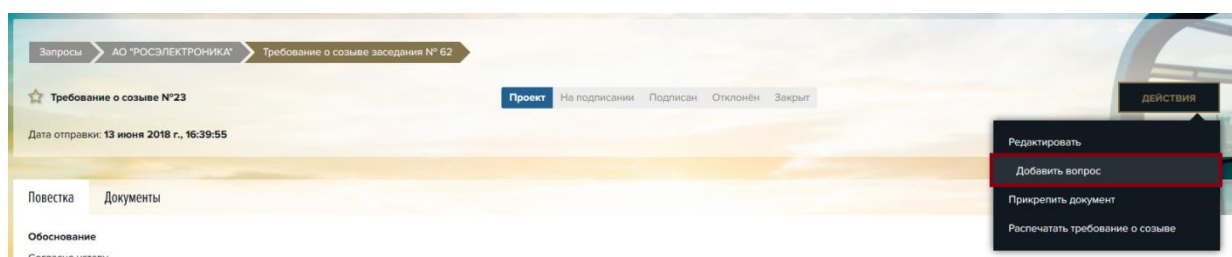 Запросы АО "РОСЭЛЕКТРОНИКА" Требование о созыве заседания № 62
Требование о созыве №23
Проект На подписании Подписан Отклонён Закрыт
ДЕЙСТВИЯ
Дата отправки: 13 июня 2018 г., 16:39:55
Редактировать
Добавить вопрос
Прикрепить документ
Распечатать требование о созыве
Повестка Документы
Обоснование